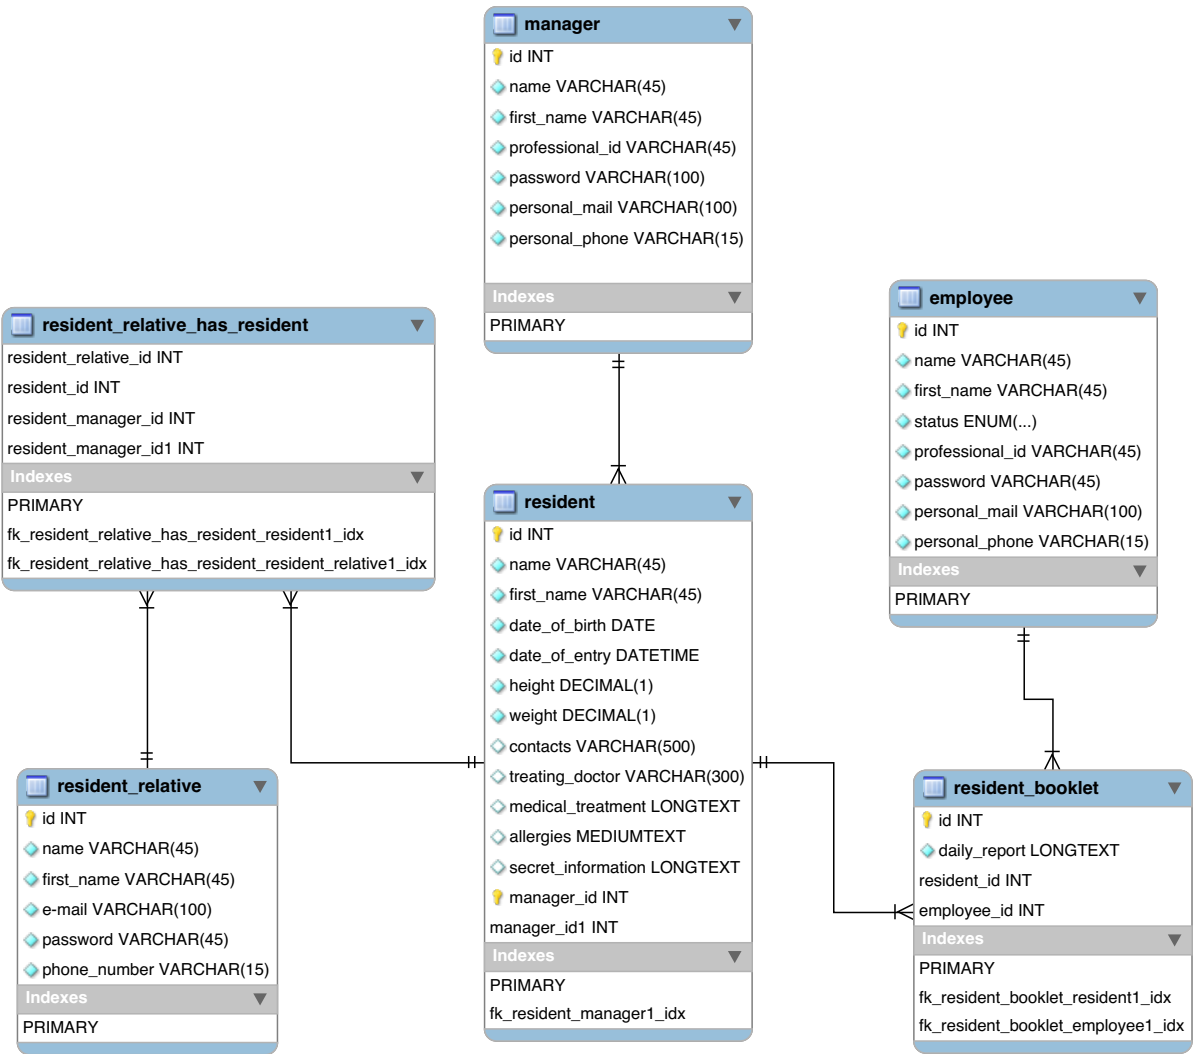 manager
id INT
name VARCHAR(45)
first_name VARCHAR(45)
professional_id VARCHAR(45)
password VARCHAR(100)
personal_mail VARCHAR(100)
personal_phone VARCHAR(15)
Indexes
PRIMARY
resident_relative_has_resident
resident_relative_id INT
resident_id INT
resident_manager_id INT
resident_manager_id1 INT
Indexes
PRIMARY
fk_resident_relative_has_resident_resident1_idx
fk_resident_relative_has_resident_resident_relative1_idx
employee
id INT
name VARCHAR(45)
first_name VARCHAR(45)
status ENUM(...)
professional_id VARCHAR(45)
password VARCHAR(45)
personal_mail VARCHAR(100)
personal_phone VARCHAR(15)
Indexes
PRIMARY
resident
id INT
name VARCHAR(45)
first_name VARCHAR(45)
date_of_birth DATE
date_of_entry DATETIME
height DECIMAL(1)
weight DECIMAL(1)
contacts VARCHAR(500)
treating_doctor VARCHAR(300)
medical_treatment LONGTEXT
allergies MEDIUMTEXT
secret_information LONGTEXT
manager_id INT
manager_id1 INT
Indexes
PRIMARY
fk_resident_manager1_idx
resident_relative
id INT
name VARCHAR(45)
first_name VARCHAR(45)
e-mail VARCHAR(100)
password VARCHAR(45)
phone_number VARCHAR(15)
Indexes
PRIMARY
resident_booklet
id INT
daily_report LONGTEXT
resident_id INT
employee_id INT
Indexes
PRIMARY
fk_resident_booklet_resident1_idx
fk_resident_booklet_employee1_idx